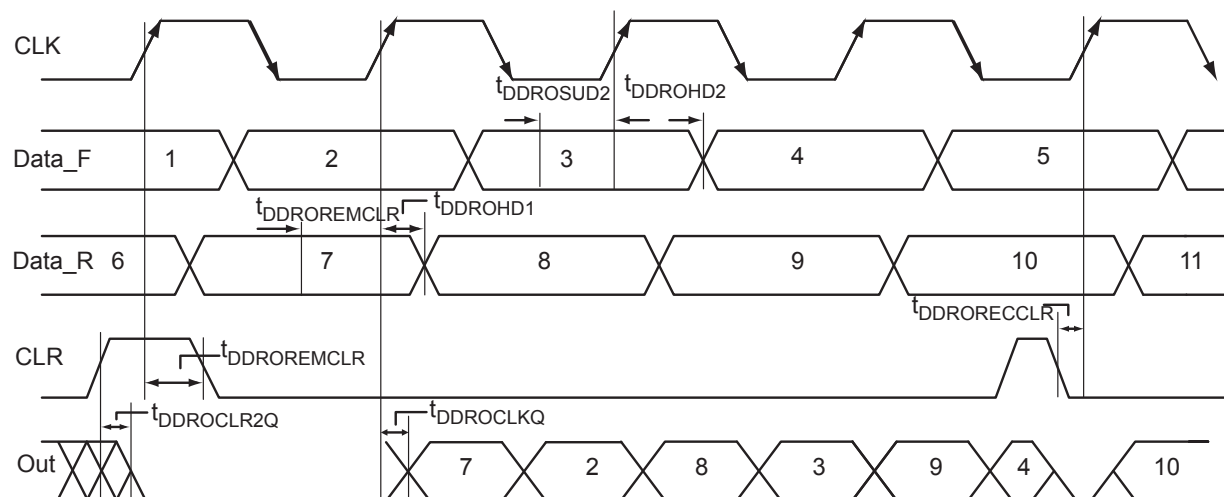 CLK
tDDROSUD2 tDDROHD2
Data_F 1 2 3 4 5
tDDROREMCLR tDDROHD1
Data_R 6 7 8 9 10 11
tDDRORECCLR
CLR tDDROREMCLR
tDDROCLR2Q tDDROCLKQ
Out 7 2 8 3 9 4 10